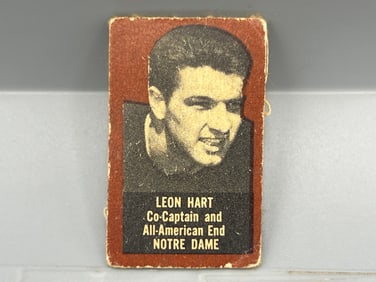 LEON HART
Co-Captain and
All-American End
NOTRE DAME